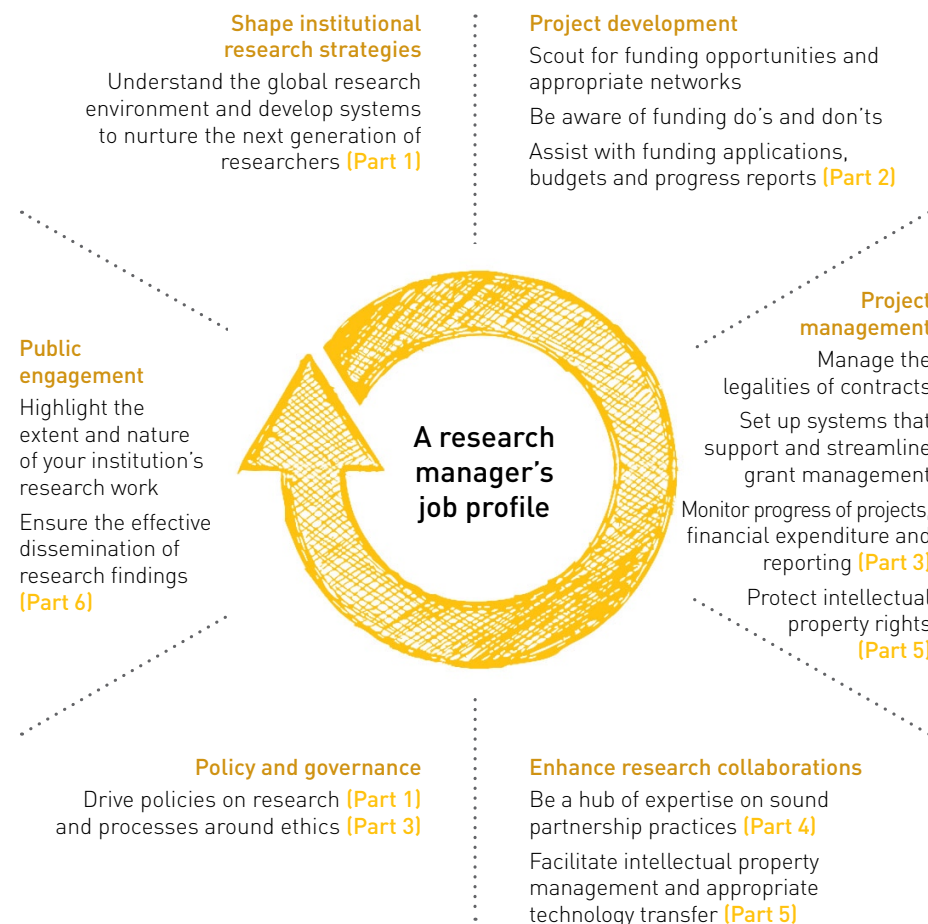 Shape institutional
research strategies
Understand the global research
environment and develop systems
to nurture the next generation of
researchers (Part 1)
Project development
Scout for funding opportunities and
appropriate networks
Be aware of funding do's and don'ts
Assist with funding applications,
budgets and progress reports (Part 2)
Project
management
Manage the
legalities of contracts
Set up systems that
support and streamline
grant management
Monitor progress of projects,
financial expenditure and
reporting (Part 3)
Protect intellectual
property rights
(Part 5)
Enhance research collaborations
Be a hub of expertise on sound
partnership practices (Part 4)
Facilitate intellectual property
management and appropriate
technology transfer (Part 5)
Policy and governance
Drive policies on research (Part 1)
and processes around ethics (Part 3)
Public
engagement
Highlight the
extent and nature
of your institution's
research work
Ensure the effective
dissemination of
research findings
(Part 6)
A research
manager's
job profile